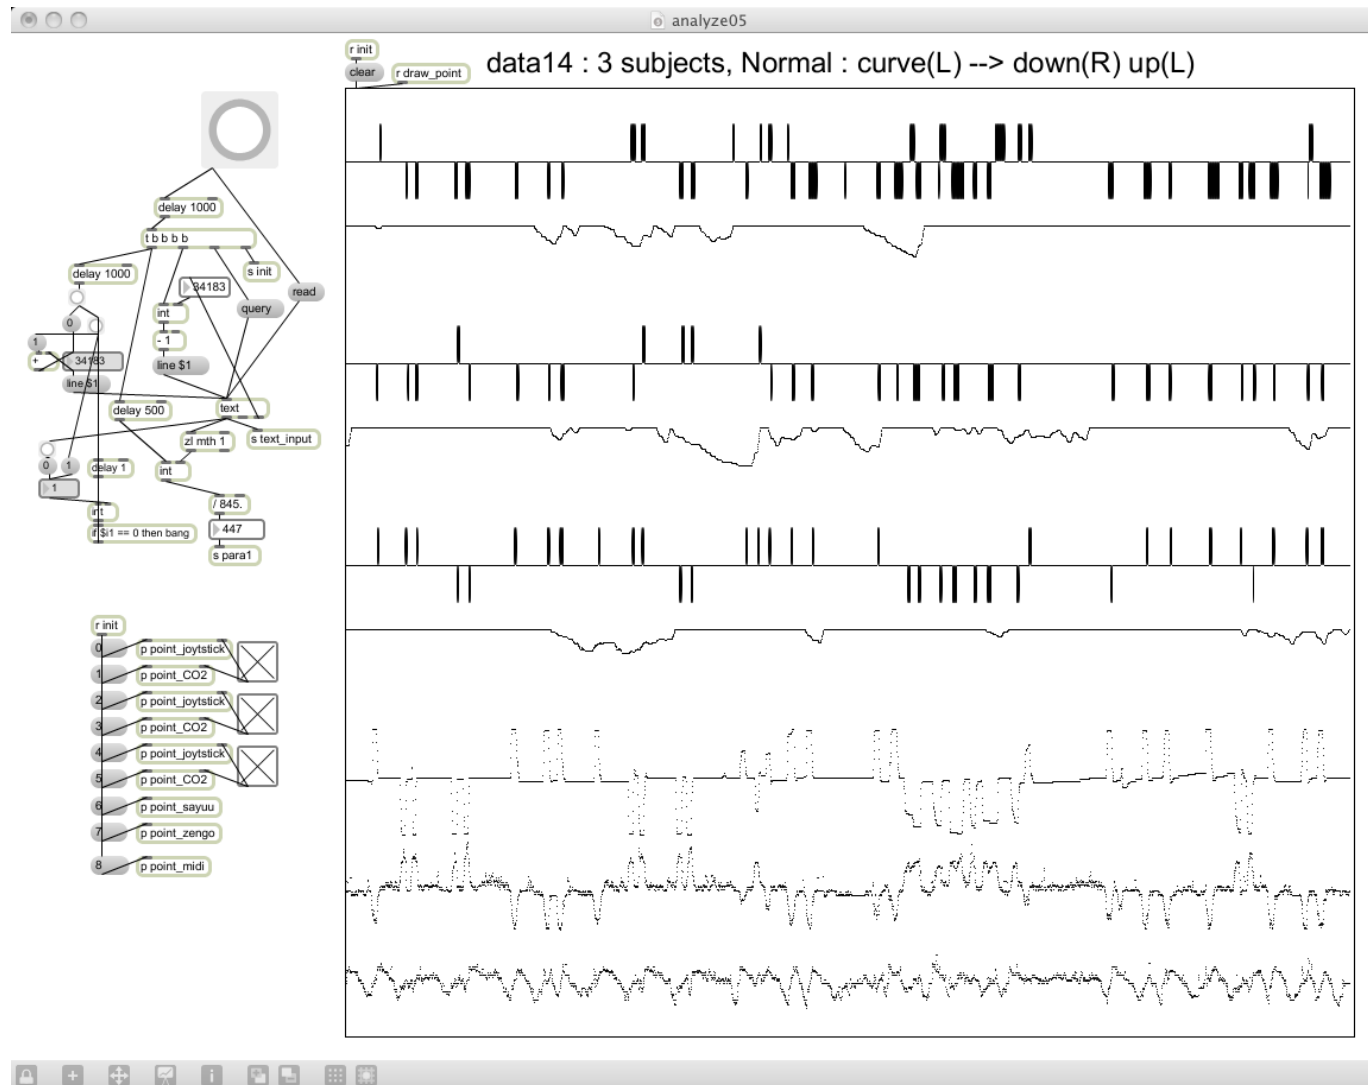 analyze05
r init
clear
r draw_point
data14 : 3 subjects, Normal : curve(L) --> down(R) up(L)
delay 1000
t b b b b
delay 1000
s init
34183
read
query
int
0
- 1
1
+
34183
line $1
line $1
delay 500
text
zl mth 1
s text_input
0
1
delay 1
int
1
/ 845.
int
447
if $i1 == 0 then bang
s para1
r init
0
p point_joytstick
1
p point_CO2
2
p point_joytstick
3
p point_CO2
4
p point_joytstick
5
p point_CO2
6
p point_sayuu
7
p point_zengo
8
p point_midi